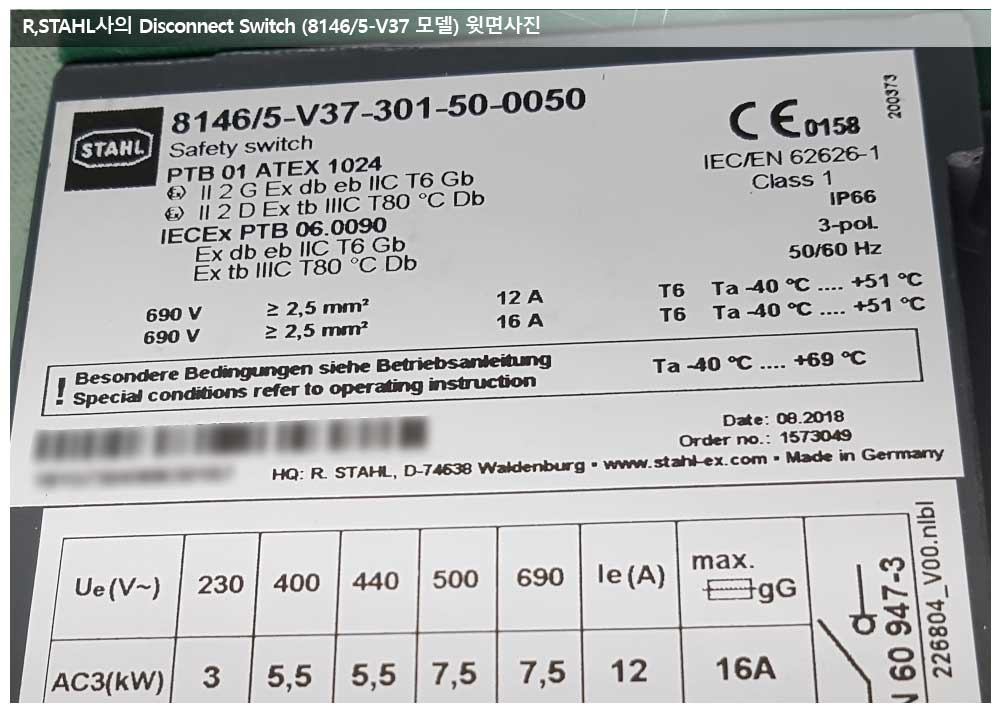 R,STAHL사의 Disconnect Switch (8146/5-V37 모델) 윗면사진
STAHL
8146/5-V37-301-50-0050
Safety switch
PTB 01 ATEX 1024
II 2 G Ex db eb IIC T6 Gb
II 2 D Ex tb IIIC T80 °C Db
IECEx PTB 06.0090
Ex db eb IIC T6 Gb
Ex tb IIIC T80 °C Db
CE 0158
200373
IEC/EN 62626-1
Class 1
IP66
3-pol.
50/60 Hz
690 V ≥ 2,5 mm² 12 A T6 Ta -40 °C .... +51 °C
690 V ≥ 2,5 mm² 16 A T6 Ta -40 °C .... +51 °C
! Besondere Bedingungen siehe Betriebsanleitung
Special conditions refer to operating instruction
Ta -40 °C .... +69 °C
Date: 08.2018
Order no.: 1573049
HQ: R. STAHL, D-74638 Waldenburg • www.stahl-ex.com • Made in Germany
Ue (V~) 230 400 440 500 690 Ie (A) max. gG
AC3(kW) 3 5,5 5,5 7,5 7,5 12 16A
N 60 947-3
226804_V00.nlbl